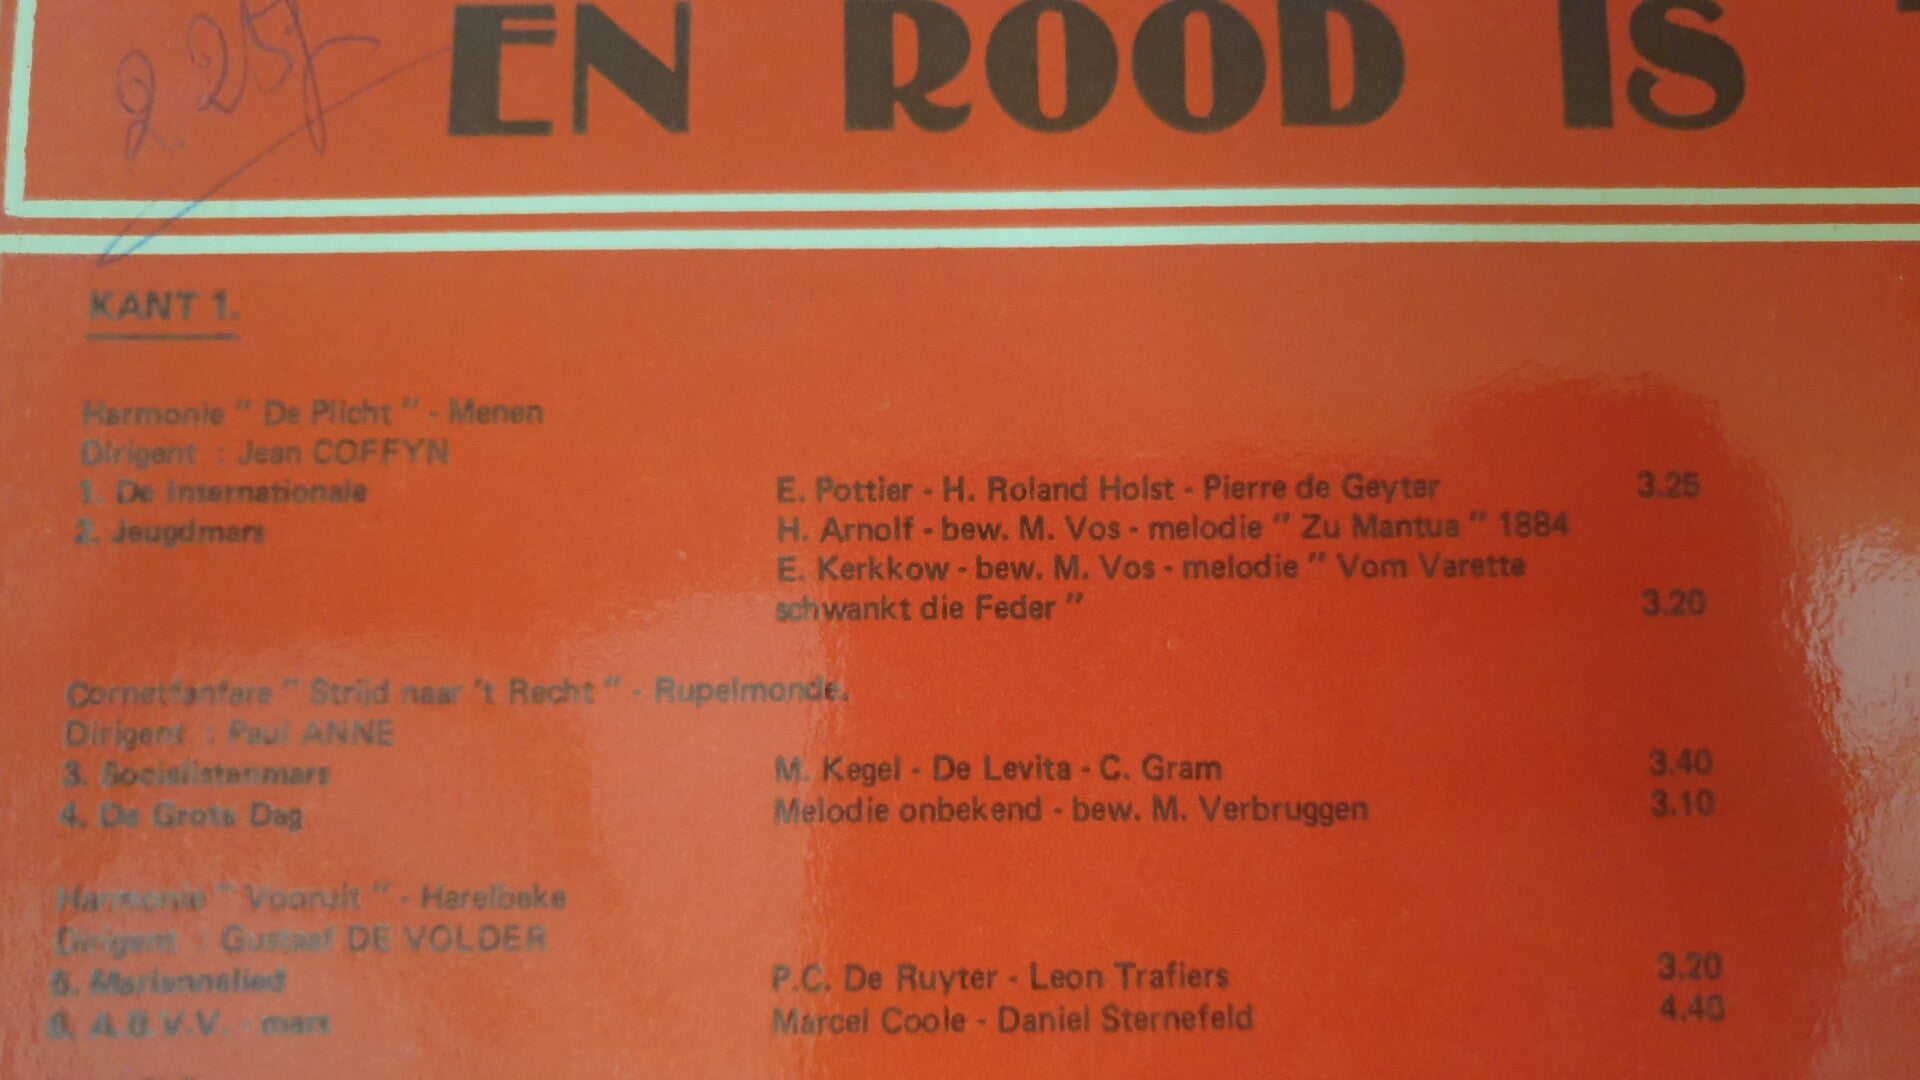 2.25
EN ROOD IS
KANT 1.
Harmonie " De Plicht " - Menen
Dirigent : Jean COFFYN
1. De Internationale E. Pottier - H. Roland Holst - Pierre de Geyter 3.25
2. Jeugdmars H. Arnolf - bew. M. Vos - melodie " Zu Mantua " 1884
E. Kerkkow - bew. M. Vos - melodie " Vom Varette
schwankt die Feder " 3.20
Cornetfanfare " Strijd naar 't Recht " - Rupelmonde.
Dirigent : Paul ANNE
3. Socialistenmars M. Kegel - De Levita - C. Gram 3.40
4. De Grote Dag Melodie onbekend - bew. M. Verbruggen 3.10
Harmonie " Vooruit " - Harelbeke
Dirigent : Gustaaf DE VOLDER
5. Mariannelied P.C. De Ruyter - Leon Trafiers 3.20
6. A.B.V.V. - mars Marcel Coole - Daniel Sternefeld 4.40